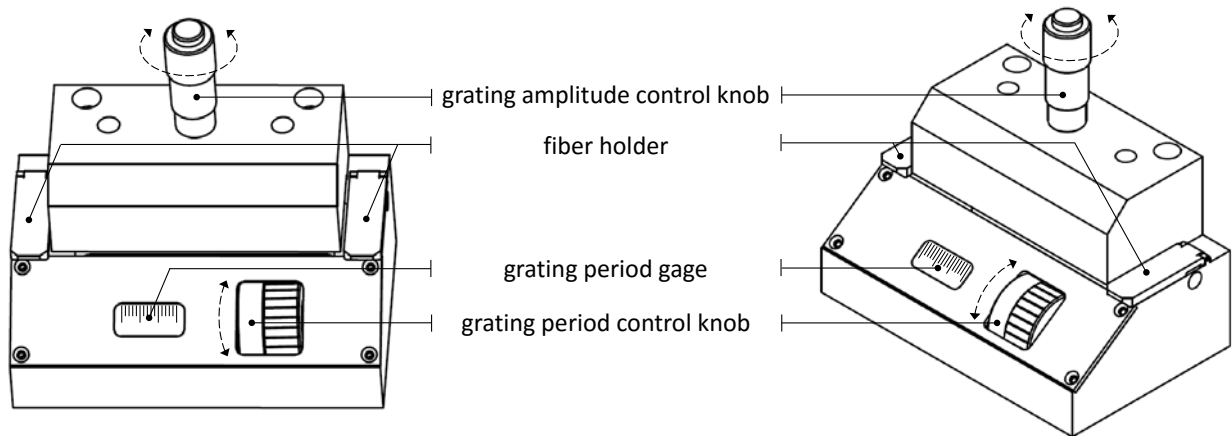 grating amplitude control knob
fiber holder
grating period gage
grating period control knob